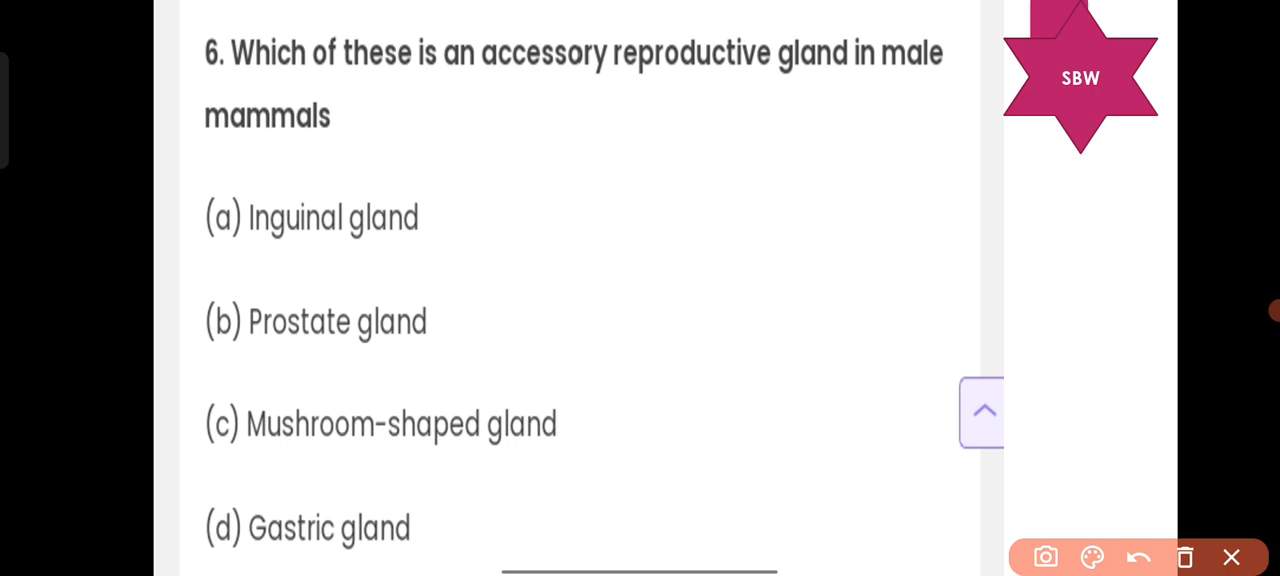 6. Which of these is an accessory reproductive gland in male
mammals
SBW
(a) Inguinal gland
(b) Prostate gland
(c) Mushroom-shaped gland
(d) Gastric gland